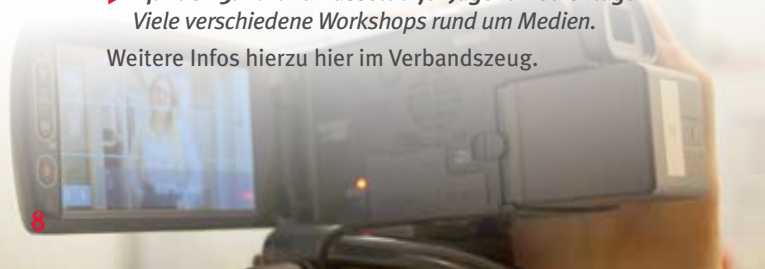 Viele verschiedene Workshops rund um Medien.
Weitere Infos hierzu hier im Verbandszeug.
8